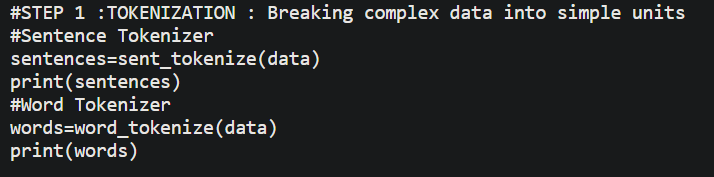 #STEP 1 :TOKENIZATION : Breaking complex data into simple units
#Sentence Tokenizer
sentences=sent_tokenize(data)
print(sentences)
#Word Tokenizer
words=word_tokenize(data)
print(words)